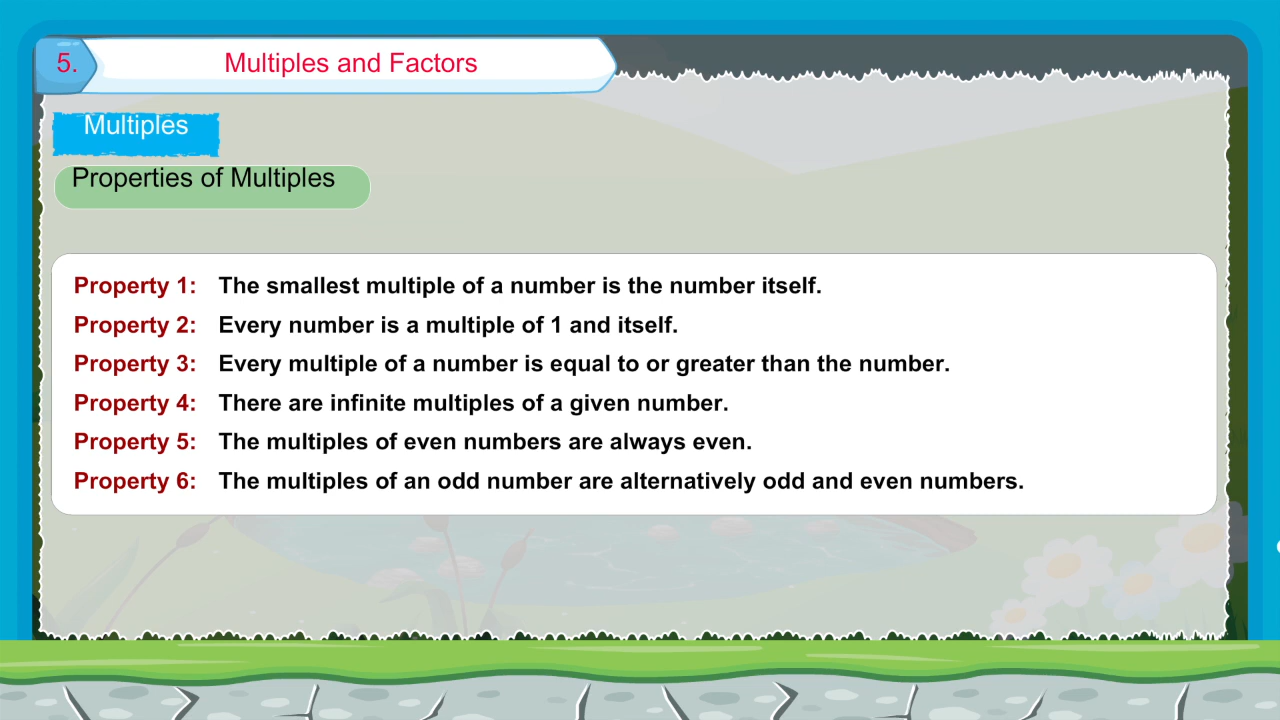 5. Multiples and Factors
Multiples
Properties of Multiples
Property 1: The smallest multiple of a number is the number itself.
Property 2: Every number is a multiple of 1 and itself.
Property 3: Every multiple of a number is equal to or greater than the number.
Property 4: There are infinite multiples of a given number.
Property 5: The multiples of even numbers are always even.
Property 6: The multiples of an odd number are alternatively odd and even numbers.